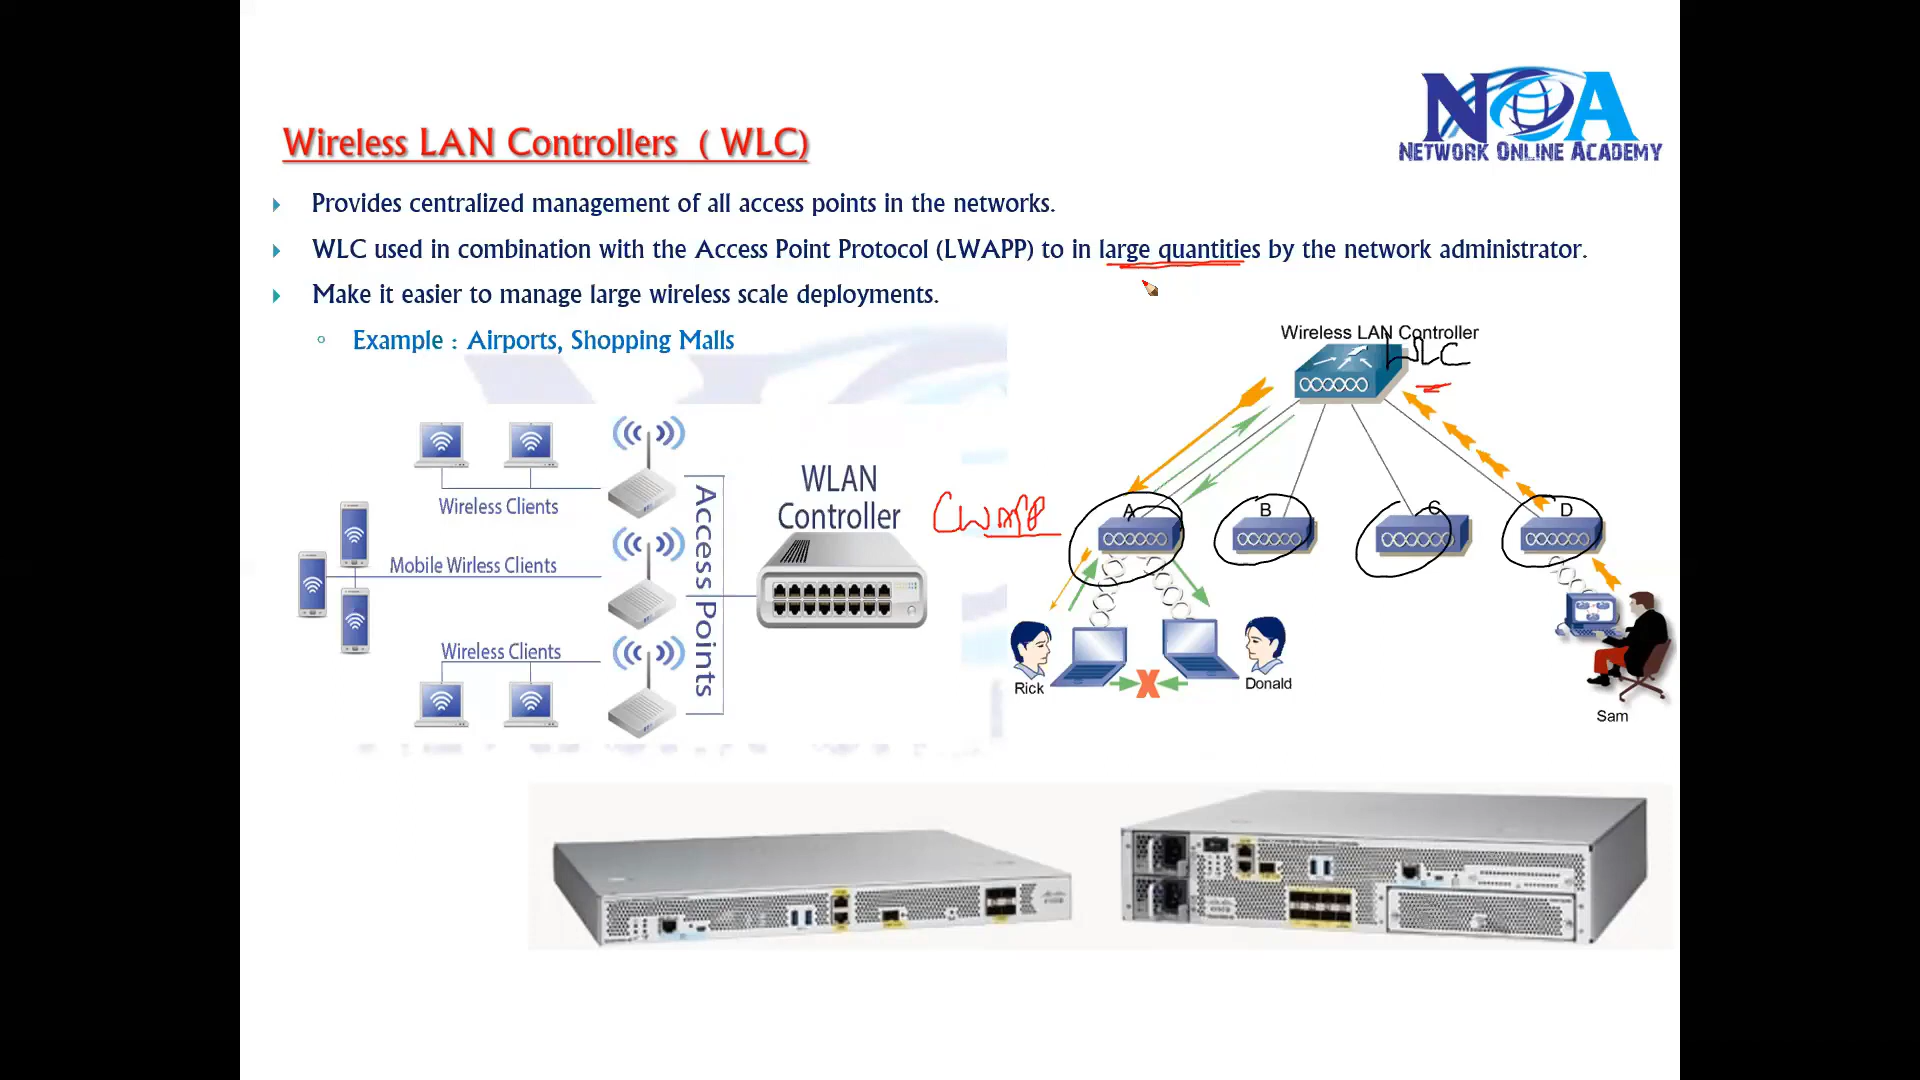 NOA
NETWORK ONLINE ACADEMY
Wireless LAN Controllers ( WLC)
Provides centralized management of all access points in the networks.
WLC used in combination with the Access Point Protocol (LWAPP) to in large quantities by the network administrator.
Make it easier to manage large wireless scale deployments.
Example : Airports, Shopping Malls
Wireless Clients
Mobile Wirless Clients
Wireless Clients
Access Points
WLAN
Controller
LWAPP
Wireless LAN Controller
WLC
A
B
C
D
Rick
X
Donald
Sam